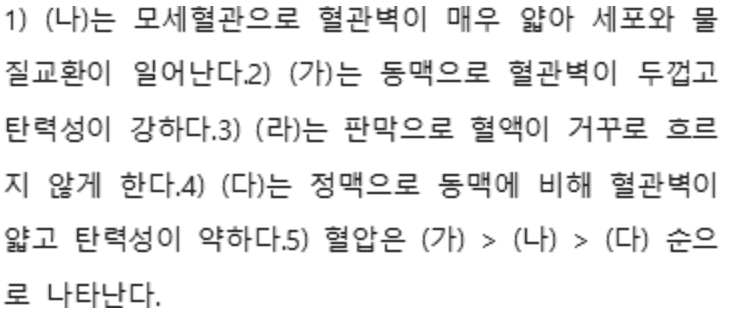 1) (나)는 모세혈관으로 혈관벽이 매우 얇아 세포와 물
질교환이 일어난다.2) (가)는 동맥으로 혈관벽이 두껍고
탄력성이 강하다.3) (라)는 판막으로 혈액이 거꾸로 흐르
지 않게 한다.4) (다)는 정맥으로 동맥에 비해 혈관벽이
얇고 탄력성이 약하다.5) 혈압은 (가) > (나) > (다) 순으
로 나타난다.